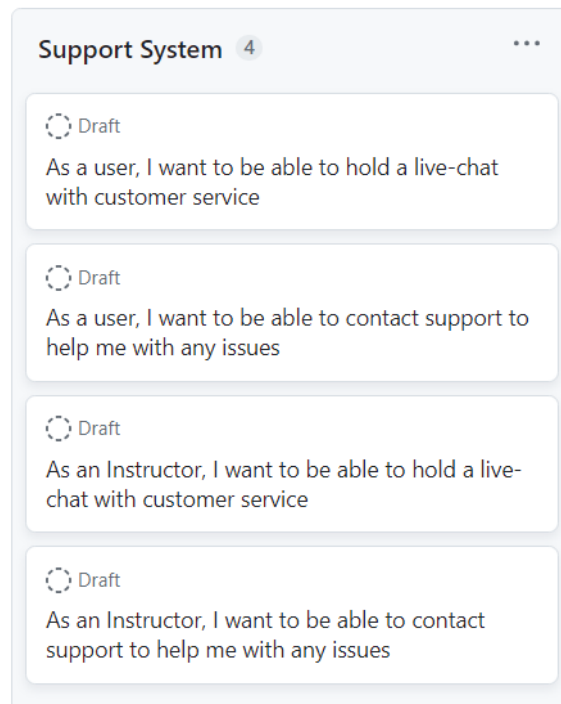 Support System 4
Draft
As a user, I want to be able to hold a live-chat
with customer service
Draft
As a user, I want to be able to contact support to
help me with any issues
Draft
As an Instructor, I want to be able to hold a live-
chat with customer service
Draft
As an Instructor, I want to be able to contact
support to help me with any issues